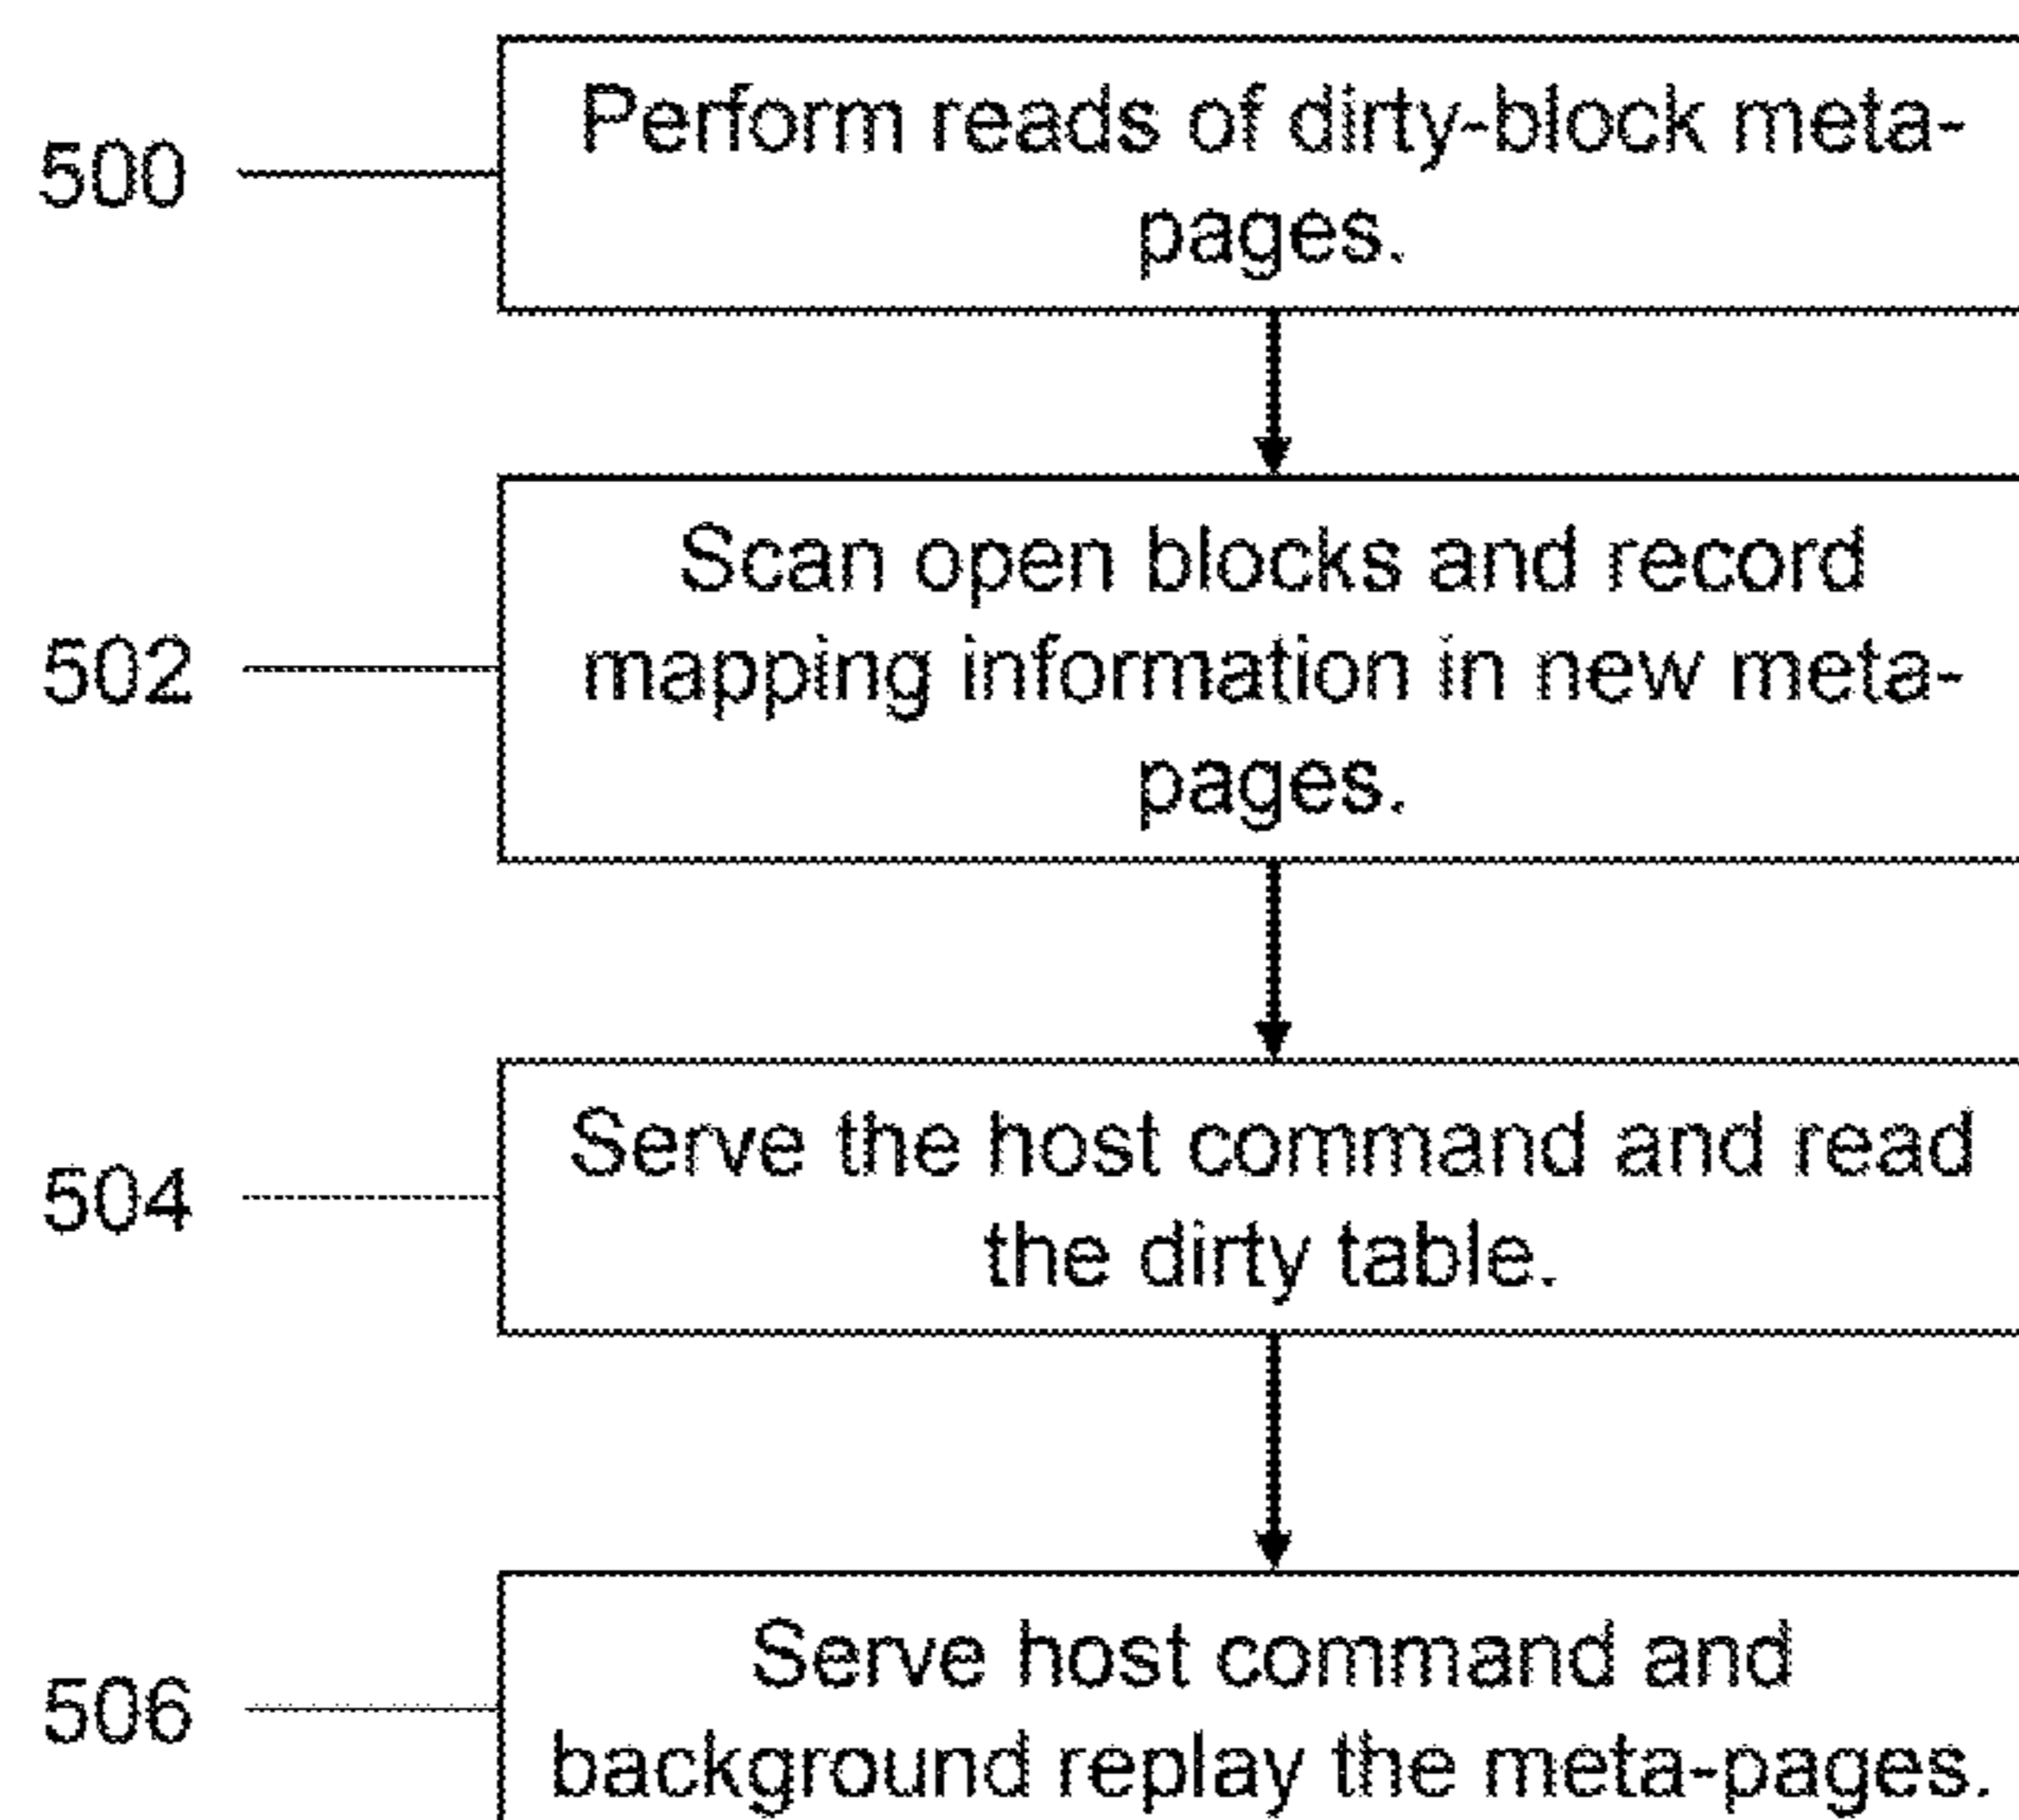 500
Perform reads of dirty-block meta-
pages.
502
Scan open blocks and record
mapping information in new meta-
pages.
504
Serve the host command and read
the dirty table.
506
Serve host command and
background replay the meta-pages.